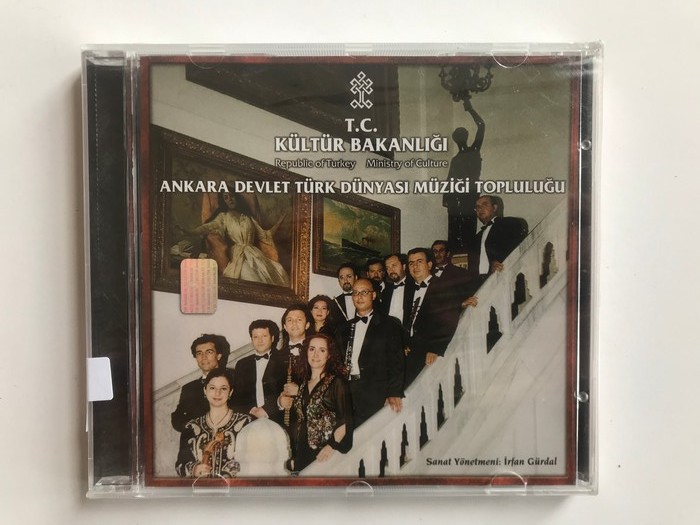 T.C.
KÜLTÜR BAKANLIĞI
Republic of Turkey Ministry of Culture
ANKARA DEVLET TÜRK DÜNYASI MÜZİĞİ TOPLULUĞU
Sanat Yönetmeni: İrfan Gürdal